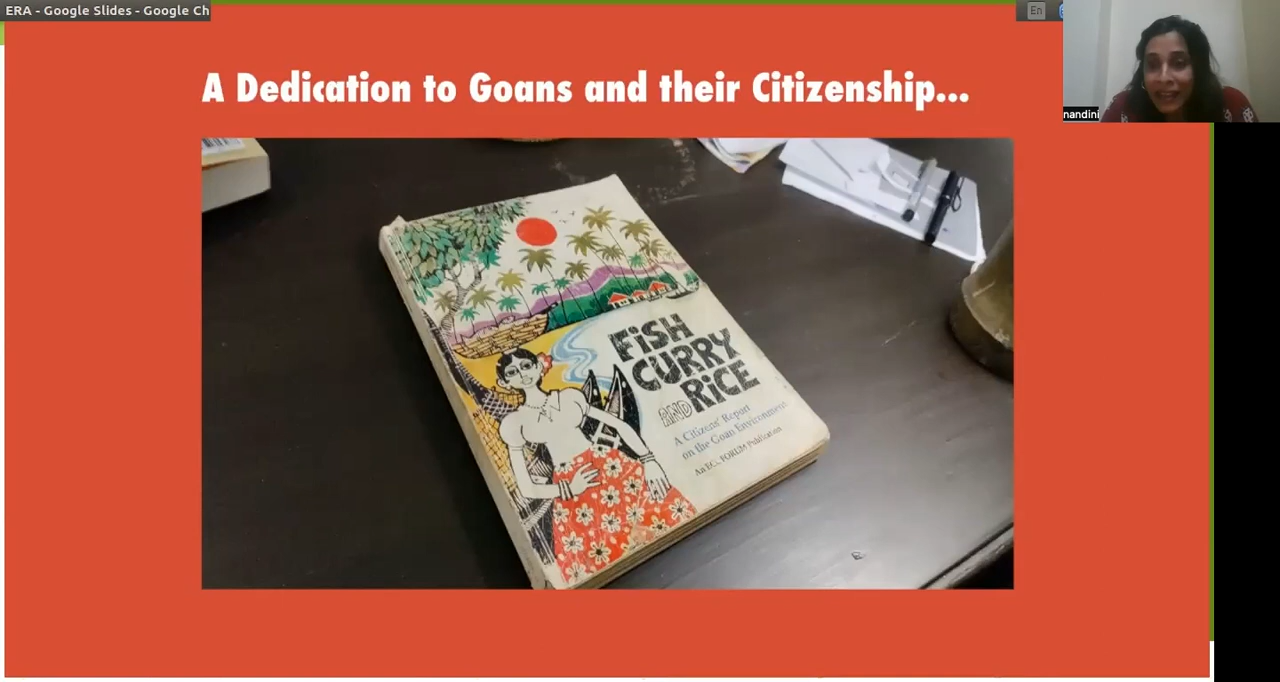 ERA - Google Slides - Google Ch
En
nandini
A Dedication to Goans and their Citizenship...
FiSH
CURRY
AND RiCE
A Citizens' Report
on the Goan Environment
An ECOFORUM Publication